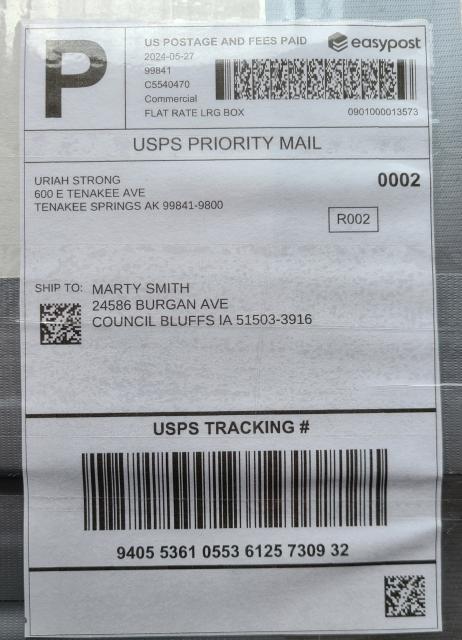 P
US POSTAGE AND FEES PAID
easypost
2024-05-27
99841
C5540470
Commercial
FLAT RATE LRG BOX
0901000013573
USPS PRIORITY MAIL
URIAH STRONG
600 E TENAKEE AVE
TENAKEE SPRINGS AK 99841-9800
0002
R002
SHIP TO:
MARTY SMITH
24586 BURGAN AVE
COUNCIL BLUFFS IA 51503-3916
USPS TRACKING #
9405 5361 0553 6125 7309 32